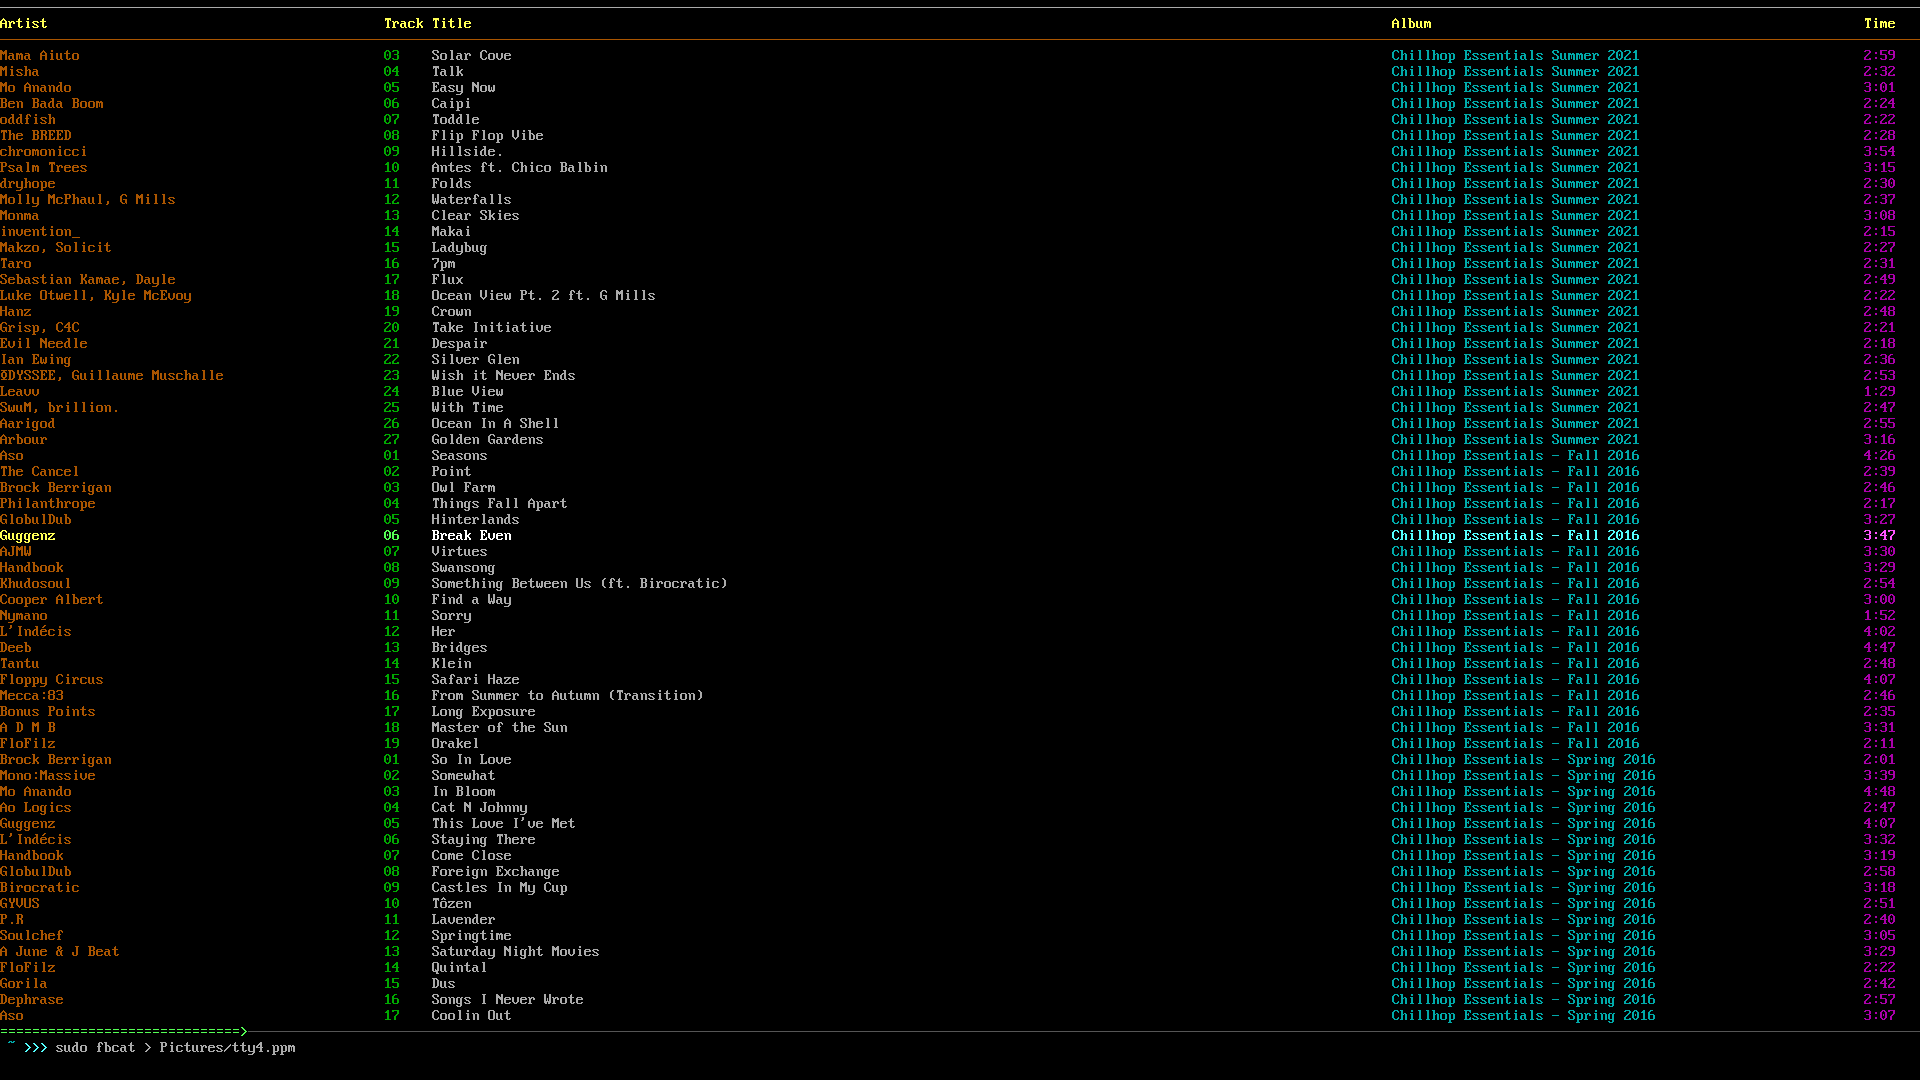 Artist Track Title Album Time
Mama Aiuto 03 Solar Cove Chillhop Essentials Summer 2021 2:59
Misha 04 Talk Chillhop Essentials Summer 2021 2:32
Mo Anando 05 Easy Now Chillhop Essentials Summer 2021 3:01
Ben Bada Boom 06 Caipi Chillhop Essentials Summer 2021 2:24
oddfish 07 Toddle Chillhop Essentials Summer 2021 2:22
The BREED 08 Flip Flop Vibe Chillhop Essentials Summer 2021 2:28
chromonicci 09 Hillside. Chillhop Essentials Summer 2021 3:54
Psalm Trees 10 Antes ft. Chico Balbin Chillhop Essentials Summer 2021 3:15
dryhope 11 Folds Chillhop Essentials Summer 2021 2:30
Molly McPhaul, G Mills 12 Waterfalls Chillhop Essentials Summer 2021 2:37
Monma 13 Clear Skies Chillhop Essentials Summer 2021 3:08
invention_ 14 Makai Chillhop Essentials Summer 2021 2:15
Makzo, Solicit 15 Ladybug Chillhop Essentials Summer 2021 2:27
Taro 16 7pm Chillhop Essentials Summer 2021 2:31
Sebastian Kamae, Dayle 17 Flux Chillhop Essentials Summer 2021 2:49
Luke Otwell, Kyle McEvoy 18 Ocean View Pt. 2 ft. G Mills Chillhop Essentials Summer 2021 2:22
Hanz 19 Crown Chillhop Essentials Summer 2021 2:48
Grisp, C4C 20 Take Initiative Chillhop Essentials Summer 2021 2:21
Evil Needle 21 Despair Chillhop Essentials Summer 2021 2:18
Ian Ewing 22 Silver Glen Chillhop Essentials Summer 2021 2:36
ØDYSSEE, Guillaume Muschalle 23 Wish it Never Ends Chillhop Essentials Summer 2021 2:53
Leavv 24 Blue View Chillhop Essentials Summer 2021 1:29
SwuM, brillion. 25 With Time Chillhop Essentials Summer 2021 2:47
Aarigod 26 Ocean In A Shell Chillhop Essentials Summer 2021 2:55
Arbour 27 Golden Gardens Chillhop Essentials Summer 2021 3:16
Aso 01 Seasons Chillhop Essentials - Fall 2016 4:26
The Cancel 02 Point Chillhop Essentials - Fall 2016 2:39
Brock Berrigan 03 Owl Farm Chillhop Essentials - Fall 2016 2:46
Philanthrope 04 Things Fall Apart Chillhop Essentials - Fall 2016 2:17
GlobulDub 05 Hinterlands Chillhop Essentials - Fall 2016 3:27
Guggenz 06 Break Even Chillhop Essentials - Fall 2016 3:47
AJMW 07 Virtues Chillhop Essentials - Fall 2016 3:30
Handbook 08 Swansong Chillhop Essentials - Fall 2016 3:29
Khudosoul 09 Something Between Us (ft. Birocratic) Chillhop Essentials - Fall 2016 2:54
Cooper Albert 10 Find a Way Chillhop Essentials - Fall 2016 3:00
Nymano 11 Sorry Chillhop Essentials - Fall 2016 1:52
L'Indécis 12 Her Chillhop Essentials - Fall 2016 4:02
Deeb 13 Bridges Chillhop Essentials - Fall 2016 4:47
Tantu 14 Klein Chillhop Essentials - Fall 2016 2:48
Floppy Circus 15 Safari Haze Chillhop Essentials - Fall 2016 4:07
Mecca:83 16 From Summer to Autumn (Transition) Chillhop Essentials - Fall 2016 2:46
Bonus Points 17 Long Exposure Chillhop Essentials - Fall 2016 2:35
A D M B 18 Master of the Sun Chillhop Essentials - Fall 2016 3:31
FloFilz 19 Orakel Chillhop Essentials - Fall 2016 2:11
Brock Berrigan 01 So In Love Chillhop Essentials - Spring 2016 2:01
Mono:Massive 02 Somewhat Chillhop Essentials - Spring 2016 3:39
Mo Anando 03 In Bloom Chillhop Essentials - Spring 2016 4:48
Ao Logics 04 Cat N Johnny Chillhop Essentials - Spring 2016 2:47
Guggenz 05 This Love I've Met Chillhop Essentials - Spring 2016 4:07
L'Indécis 06 Staying There Chillhop Essentials - Spring 2016 3:32
Handbook 07 Come Close Chillhop Essentials - Spring 2016 3:19
GlobulDub 08 Foreign Exchange Chillhop Essentials - Spring 2016 2:58
Birocratic 09 Castles In My Cup Chillhop Essentials - Spring 2016 3:18
GYVUS 10 Tôzen Chillhop Essentials - Spring 2016 2:51
P.R 11 Lavender Chillhop Essentials - Spring 2016 2:40
Soulchef 12 Springtime Chillhop Essentials - Spring 2016 3:05
A June & J Beat 13 Saturday Night Movies Chillhop Essentials - Spring 2016 3:29
FloFilz 14 Quintal Chillhop Essentials - Spring 2016 2:22
Gorila 15 Dus Chillhop Essentials - Spring 2016 2:42
Dephrase 16 Songs I Never Wrote Chillhop Essentials - Spring 2016 2:57
Aso 17 Coolin Out Chillhop Essentials - Spring 2016 3:07
==============================>
~ >>> sudo fbcat > Pictures/tty4.ppm